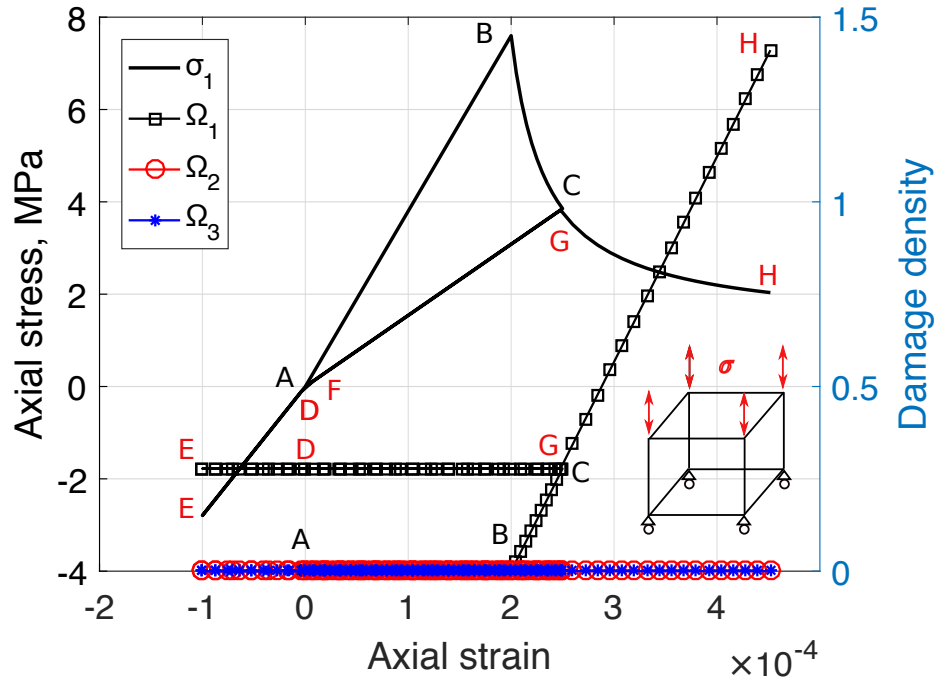 8
6
4
2
0
-2
-4
Axial stress, MPa
σ1
Ω1
Ω2
Ω3
B
C
G
H
H
A
F
D
E
D
G
C
E
A
B
σ
1.5
1
0.5
0
Damage density
-2
-1
0
1
2
3
4
×10-4
Axial strain